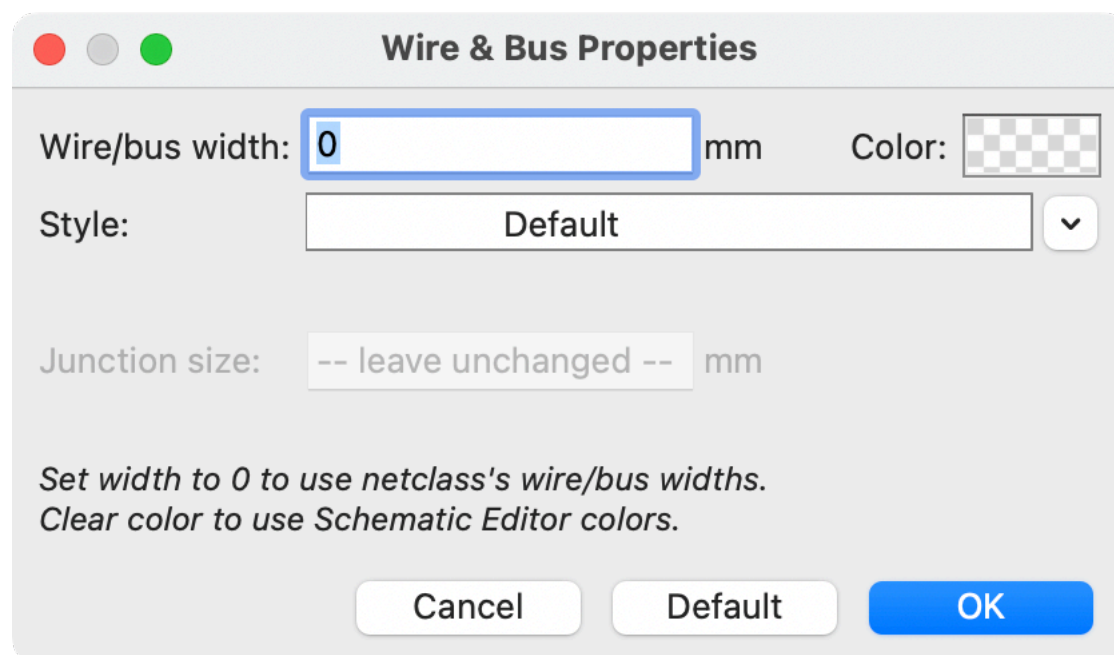 Wire & Bus Properties
Wire/bus width: 0 mm Color:
Style: Default
Junction size: -- leave unchanged -- mm
Set width to 0 to use netclass's wire/bus widths.
Clear color to use Schematic Editor colors.
Cancel Default OK